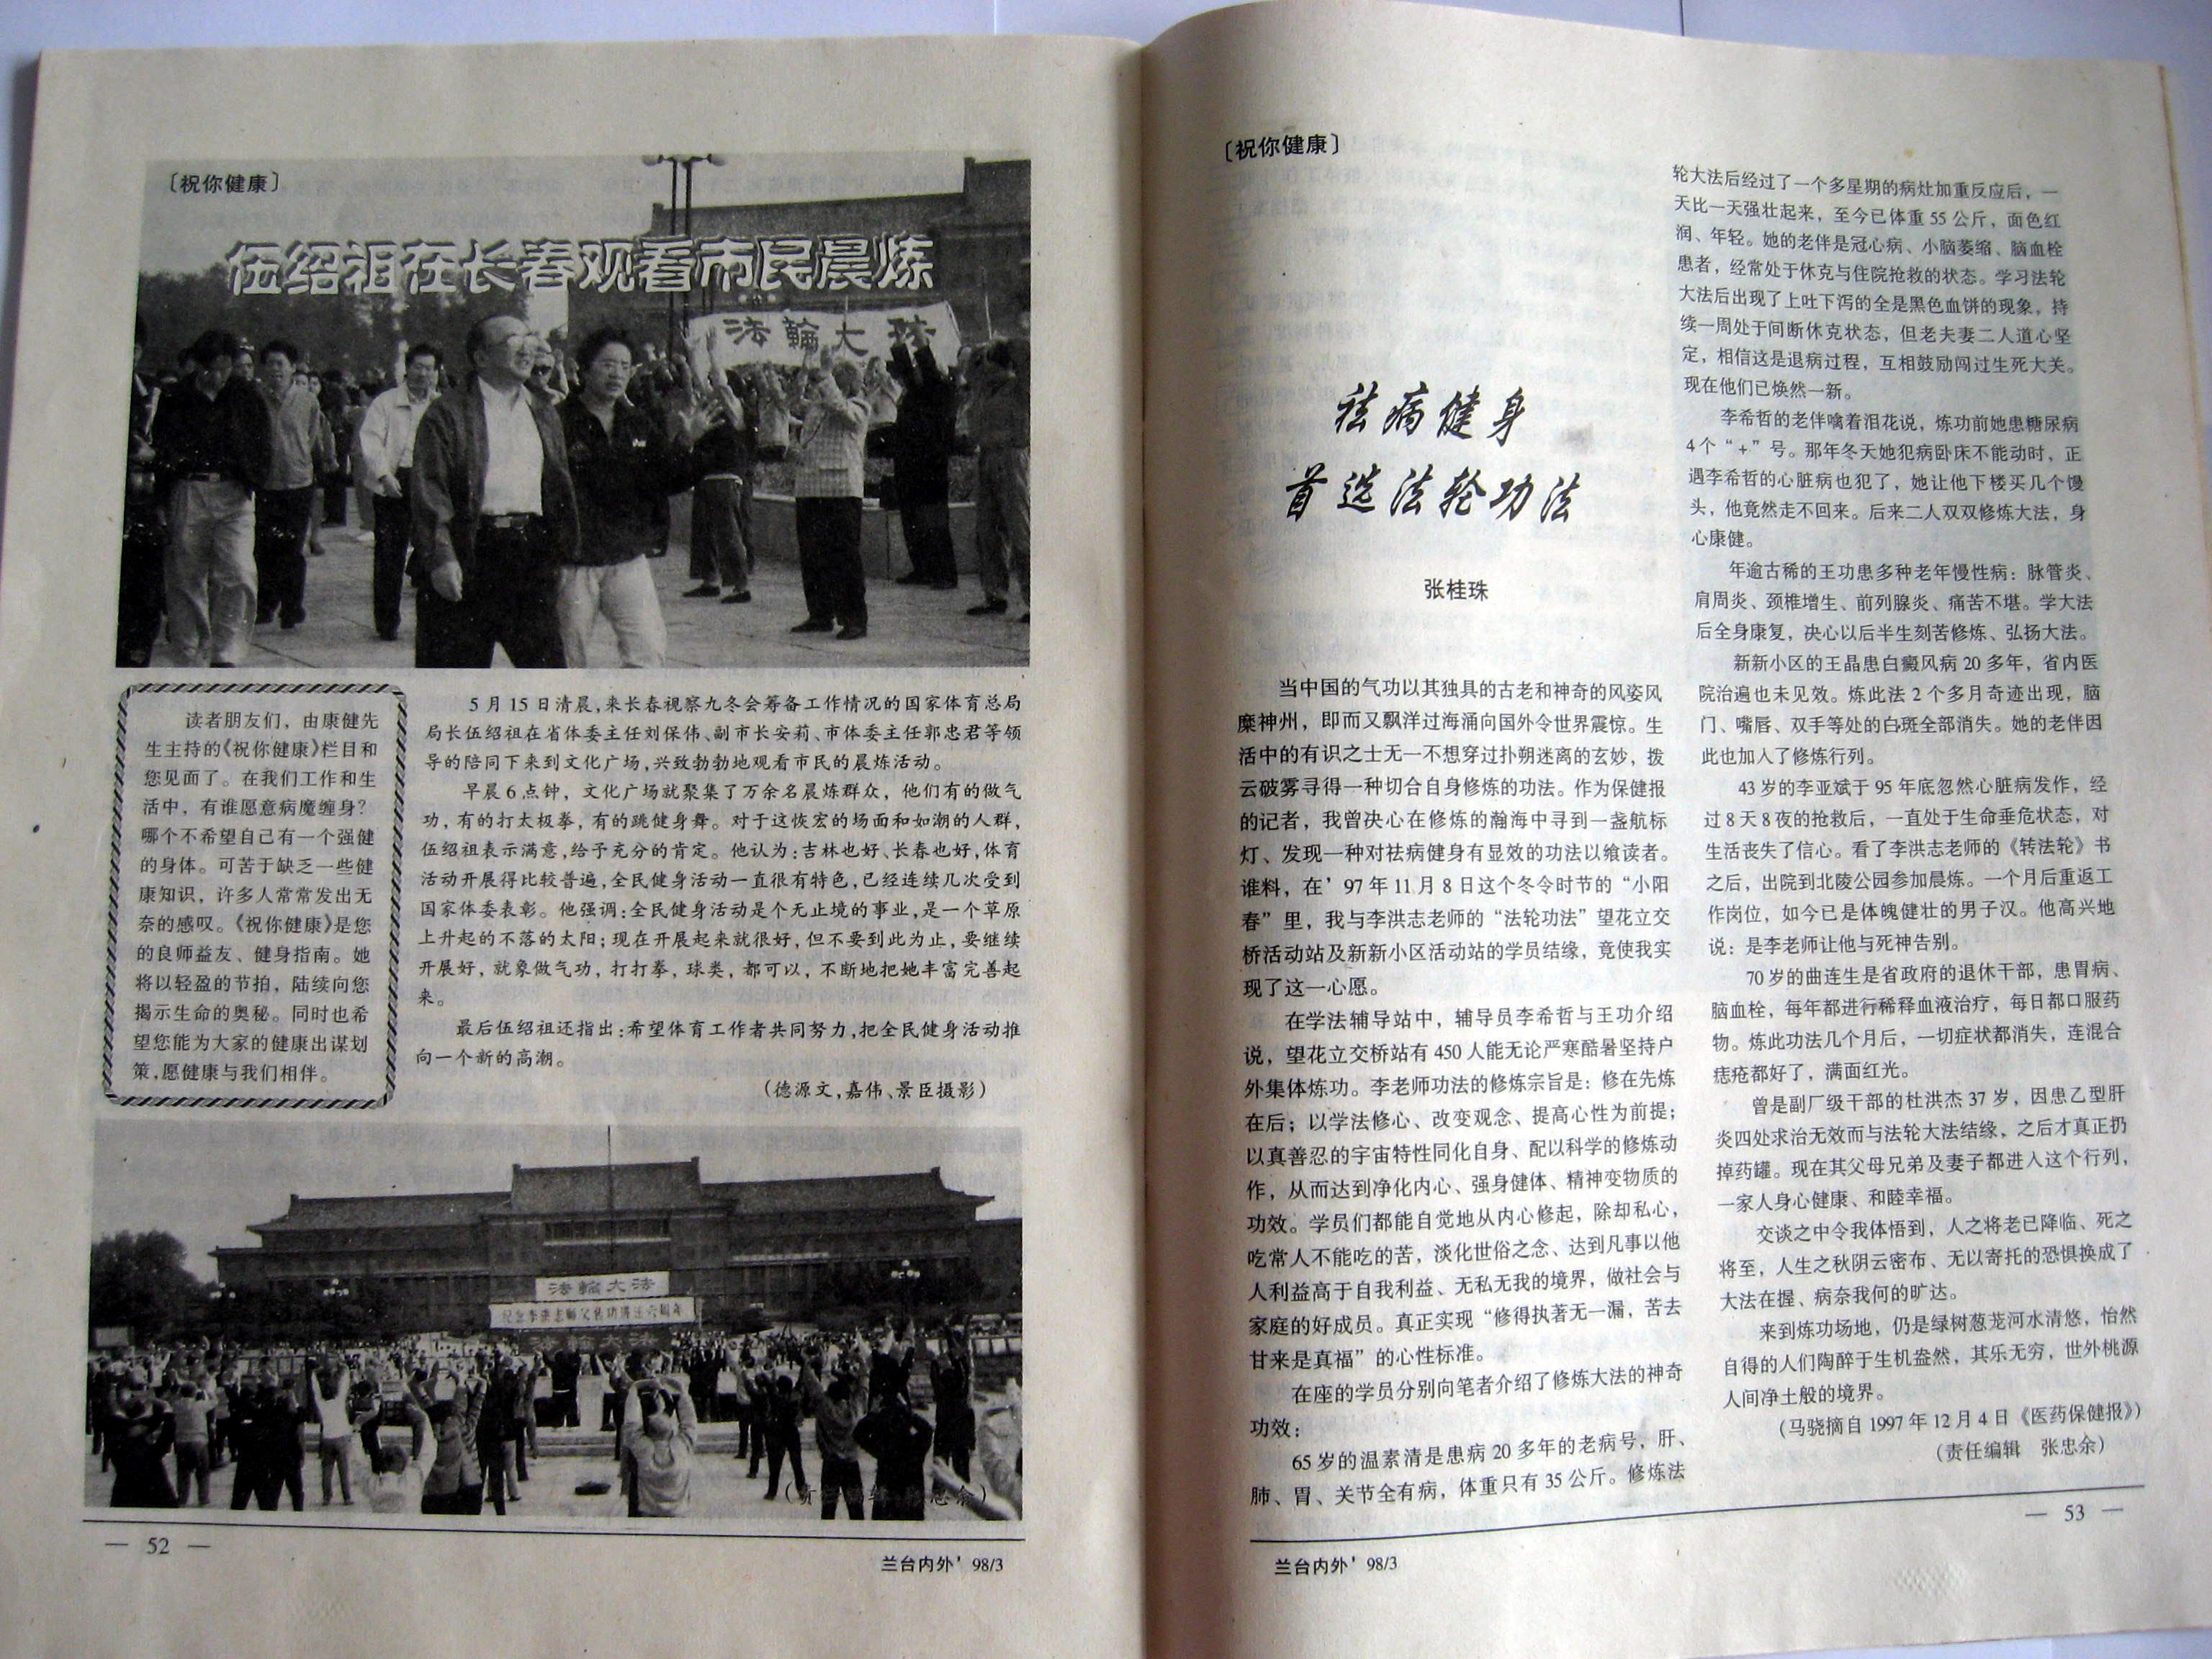 〔祝你健康〕
伍绍祖在长春观看市民晨炼
法輪大法
读者朋友们，由康健先
生主持的《祝你健康》栏目和
您见面了。在我们工作和生
活中，有谁愿意病魔缠身？
哪个不希望自己有一个强健
的身体。可苦于缺乏一些健
康知识，许多人常常发出无
奈的感叹。《祝你健康》是您
的良师益友、健身指南。她
将以轻盈的节拍，陆续向您
揭示生命的奥秘。同时也希
望您能为大家的健康出谋划
策，愿健康与我们相伴。
5月15日清晨，来长春视察九冬会筹备工作情况的国家体育总局
局长伍绍祖在省体委主任刘保伟、副市长安莉、市体委主任郭忠君等领
导的陪同下来到文化广场，兴致勃勃地观看市民的晨炼活动。
早晨6点钟，文化广场就聚集了万余名晨炼群众，他们有的做气
功，有的打太极拳，有的跳健身舞。对于这恢宏的场面和如潮的人群，
伍绍祖表示满意，给予充分的肯定。他认为：吉林也好、长春也好，体育
活动开展得比较普遍，全民健身活动一直很有特色，已经连续几次受到
国家体委表彰。他强调：全民健身活动是个无止境的事业，是一个草原
上升起的不落的太阳；现在开展起来就很好，但不要到此为止，要继续
开展好，就象做气功，打打拳，球类，都可以，不断地把她丰富完善起
来。
最后伍绍祖还指出：希望体育工作者共同努力，把全民健身活动推
向一个新的高潮。
（德源文，嘉伟、景臣摄影）
法輪大法
纪念李洪志师父传功讲法六周年
法輪大法
（责任编辑 张忠余）
— 52 —
兰台内外’98/3
〔祝你健康〕
祛病健身
首选法轮功法
张桂珠
当中国的气功以其独具的古老和神奇的风姿风
糜神州，即而又飘洋过海涌向国外令世界震惊。生
活中的有识之士无一不想穿过扑朔迷离的玄妙，拨
云破雾寻得一种切合自身修炼的功法。作为保健报
的记者，我曾决心在修炼的瀚海中寻到一盏航标
灯、发现一种对祛病健身有显效的功法以飨读者。
谁料，在’97年11月8日这个冬令时节的“小阳
春”里，我与李洪志老师的“法轮功法”望花立交
桥活动站及新新小区活动站的学员结缘，竟使我实
现了这一心愿。
在学法辅导站中，辅导员李希哲与王功介绍
说，望花立交桥站有450人能无论严寒酷暑坚持户
外集体炼功。李老师功法的修炼宗旨是：修在先炼
在后；以学法修心、改变观念、提高心性为前提；
以真善忍的宇宙特性同化自身、配以科学的修炼动
作，从而达到净化内心、强身健体、精神变物质的
功效。学员们都能自觉地从内心修起，除却私心，
吃常人不能吃的苦，淡化世俗之念、达到凡事以他
人利益高于自我利益、无私无我的境界，做社会与
家庭的好成员。真正实现“修得执著无一漏，苦去
甘来是真福”的心性标准。
在座的学员分别向笔者介绍了修炼大法的神奇
功效：
65岁的温素清是患病20多年的老病号，肝、
肺、胃、关节全有病，体重只有35公斤。修炼法
轮大法后经过了一个多星期的病灶加重反应后，一
天比一天强壮起来，至今已体重55公斤，面色红
润、年轻。她的老伴是冠心病、小脑萎缩、脑血栓
患者，经常处于休克与住院抢救的状态。学习法轮
大法后出现了上吐下泻的全是黑色血饼的现象，持
续一周处于间断休克状态，但老夫妻二人道心坚
定，相信这是退病过程，互相鼓励闯过生死大关。
现在他们已焕然一新。
李希哲的老伴噙着泪花说，炼功前她患糖尿病
4个“+”号。那年冬天她犯病卧床不能动时，正
遇李希哲的心脏病也犯了，她让他下楼买几个馒
头，他竟然走不回来。后来二人双双修炼大法，身
心康健。
年逾古稀的王功患多种老年慢性病：脉管炎、
肩周炎、颈椎增生、前列腺炎、痛苦不堪。学大法
后全身康复，决心以后半生刻苦修炼、弘扬大法。
新新小区的王晶患白癜风病20多年，省内医
院治遍也未见效。炼此法2个多月奇迹出现，脑
门、嘴唇、双手等处的白斑全部消失。她的老伴因
此也加入了修炼行列。
43岁的李亚斌于95年底忽然心脏病发作，经
过8天8夜的抢救后，一直处于生命垂危状态，对
生活丧失了信心。看了李洪志老师的《转法轮》书
之后，出院到北陵公园参加晨炼。一个月后重返工
作岗位，如今已是体魄健壮的男子汉。他高兴地
说：是李老师让他与死神告别。
70岁的曲连生是省政府的退休干部，患胃病、
脑血栓，每年都进行稀释血液治疗，每日都口服药
物。炼此功法几个月后，一切症状都消失，连混合
痣疮都好了，满面红光。
曾是副厂级干部的杜洪杰37岁，因患乙型肝
炎四处求治无效而与法轮大法结缘，之后才真正扔
掉药罐。现在其父母兄弟及妻子都进入这个行列，
一家人身心健康、和睦幸福。
交谈之中令我体悟到，人之将老已降临、死之
将至，人生之秋阴云密布、无以寄托的恐惧换成了
大法在握、病奈我何的旷达。
来到炼功场地，仍是绿树葱茏河水清悠，怡然
自得的人们陶醉于生机盎然，其乐无穷，世外桃源
人间净土般的境界。
（马骁摘自1997年12月4日《医药保健报》）
（责任编辑 张忠余）
— 53 —
兰台内外’98/3